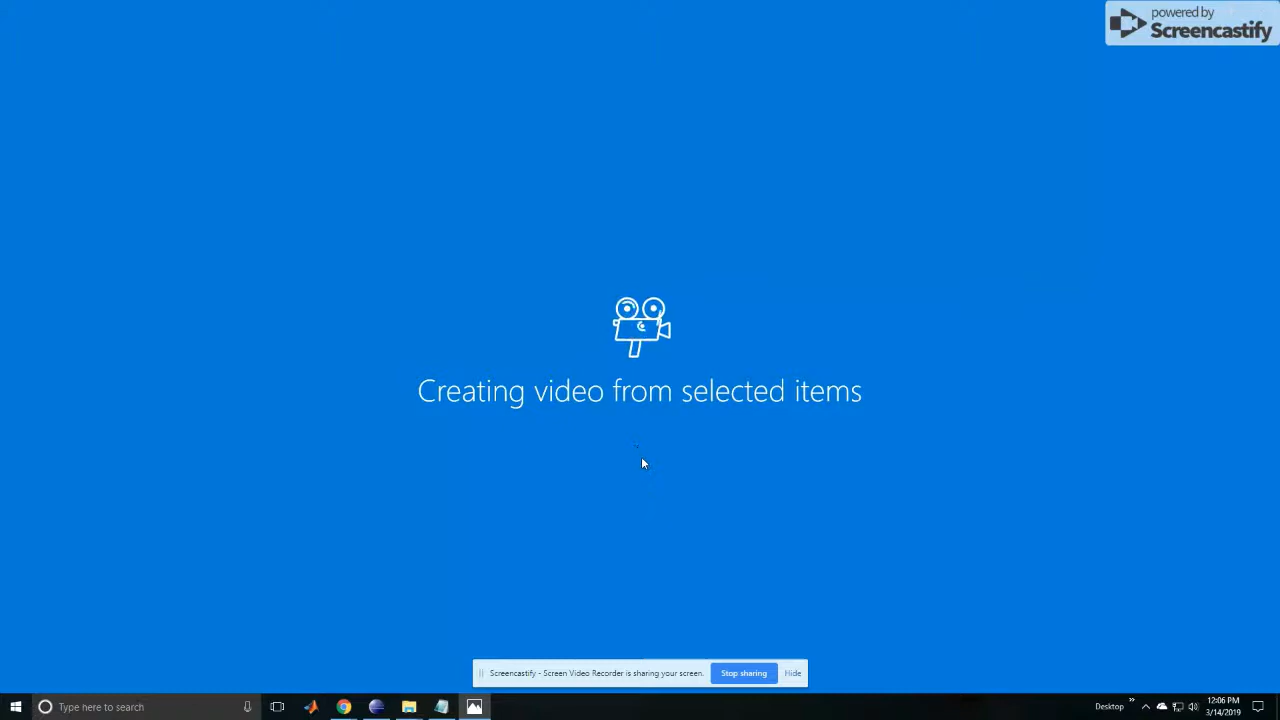 powered by
Screencastify
Creating video from selected items
Screencastify - Screen Video Recorder is sharing your screen.
Stop sharing
Hide
Type here to search
Desktop
12:06 PM
3/14/2019